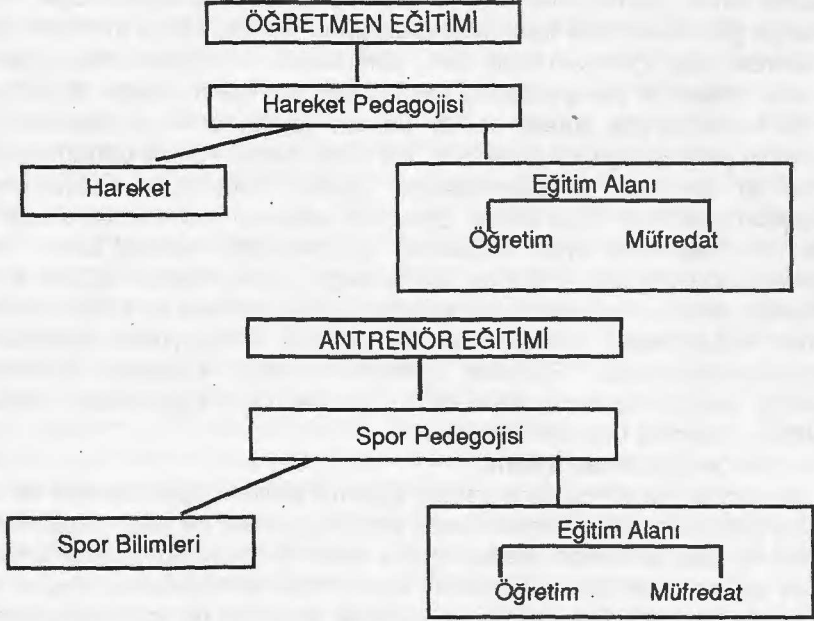 ÖĞRETMEN EĞİTİMİ
Hareket Pedagojisi
Hareket
Eğitim Alanı
Öğretim Müfredat
ANTRENÖR EĞİTİMİ
Spor Pedegojisi
Spor Bilimleri
Eğitim Alanı
Öğretim Müfredat